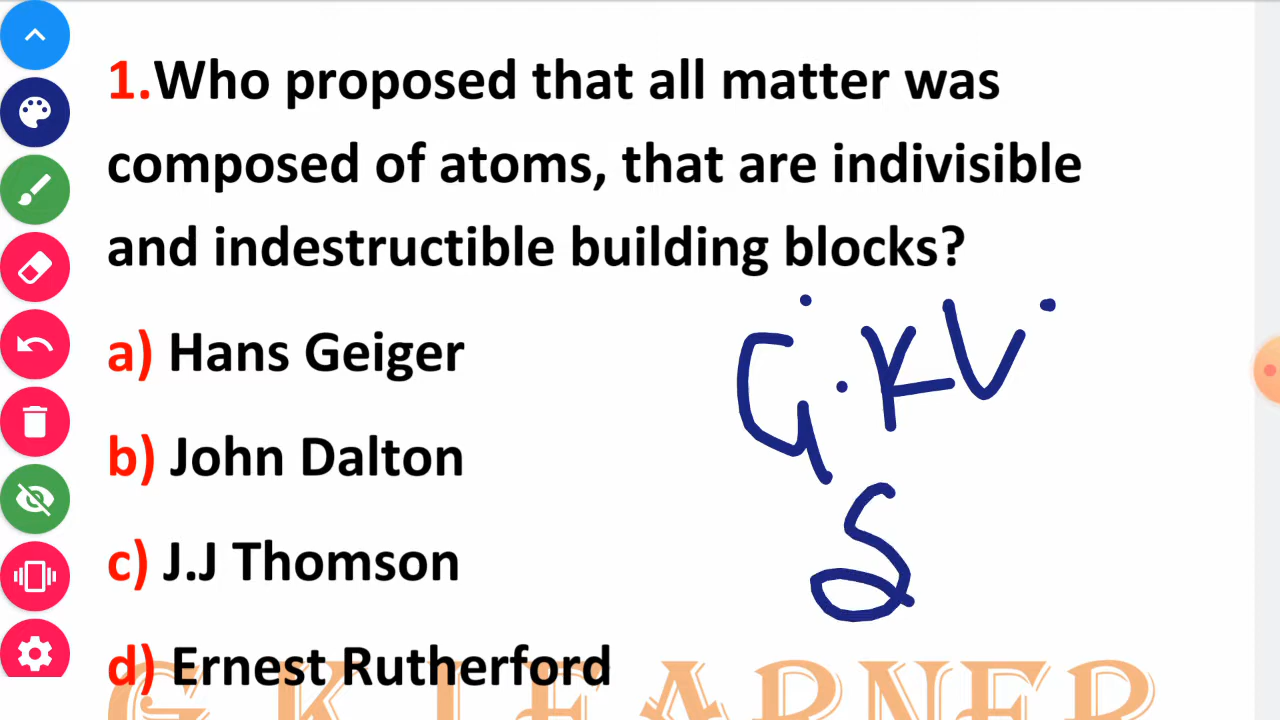 1.Who proposed that all matter was
composed of atoms, that are indivisible
and indestructible building blocks?
a) Hans Geiger
b) John Dalton
c) J.J Thomson
d) Ernest Rutherford
G K LEARNER